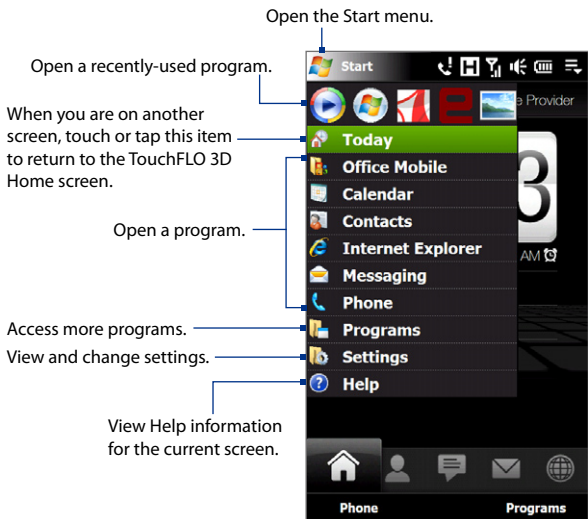 Open the Start menu.
Open a recently-used program.
When you are on another
screen, touch or tap this item
to return to the TouchFLO 3D
Home screen.
Open a program.
Access more programs.
View and change settings.
View Help information
for the current screen.
Start
e Provider
Today
Office Mobile
Calendar
Contacts
Internet Explorer
Messaging
Phone
Programs
Settings
Help
3
AM
Phone
Programs